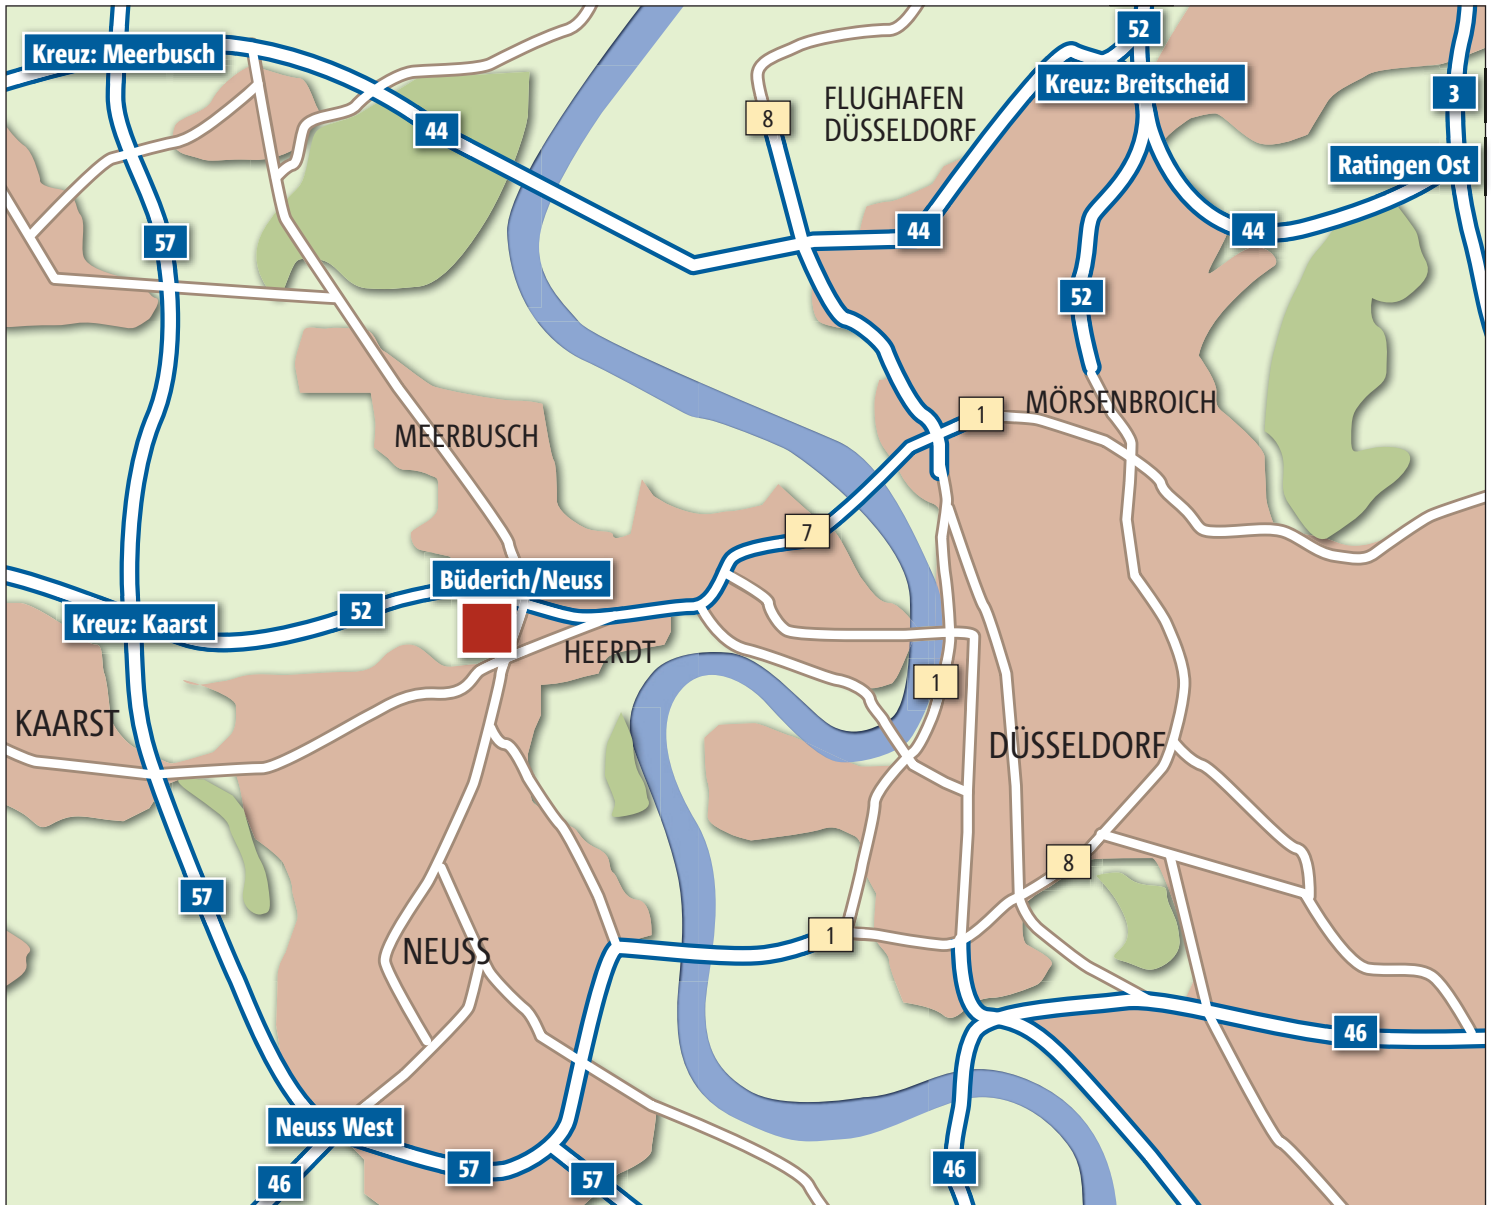 52
Kreuz: Meerbusch
Kreuz: Breitscheid
3
FLUGHAFEN
DÜSSELDORF
8
44
Ratingen Ost
57
44
44
52
1
MÖRSENBROICH
MEERBUSCH
7
Büderich/Neuss
52
Kreuz: Kaarst
HEERDT
1
KAARST
DÜSSELDORF
8
57
1
NEUSS
46
Neuss West
57
46
57
46